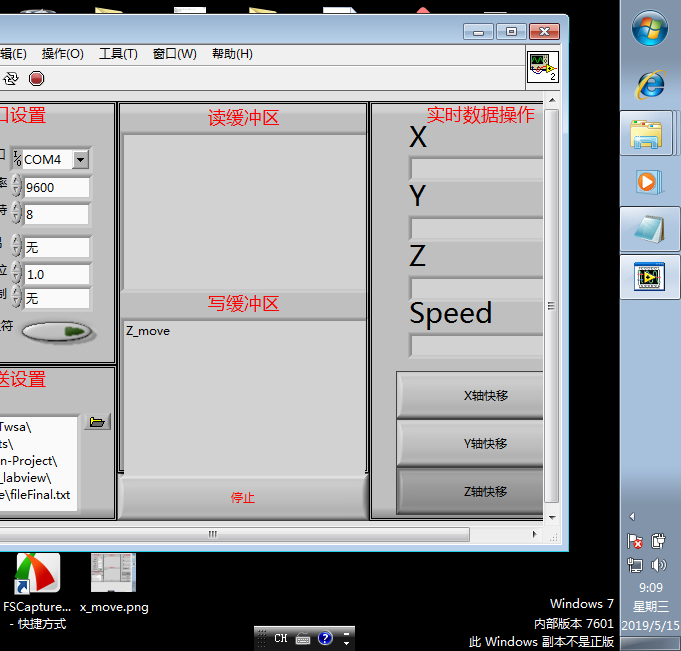 辑(E) 操作(O) 工具(T) 窗口(W) 帮助(H)
2
口设置
读缓冲区
实时数据操作
X
口
COM4
率
9600
特
8
Y
无
Z
位
1.0
制
无
写缓冲区
Speed
符
Z_move
送设置
X轴快移
Twsa\
ts\
n-Project\
_labview\
e\fileFinal.txt
Y轴快移
Z轴快移
停止
FSCapture...
- 快捷方式
x_move.png
CH
Windows 7
内部版本 7601
此 Windows 副本不是正版
9:09
星期三
2019/5/15